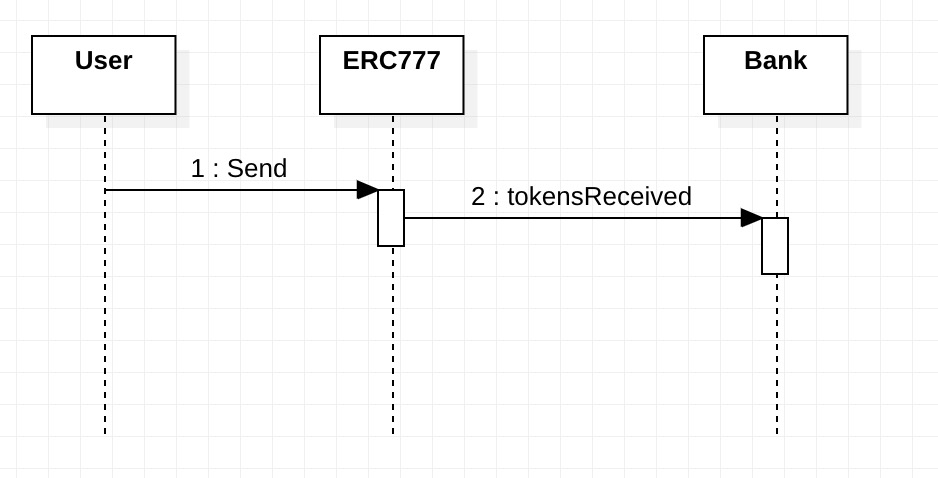 User
ERC777
Bank
1 : Send
2 : tokensReceived